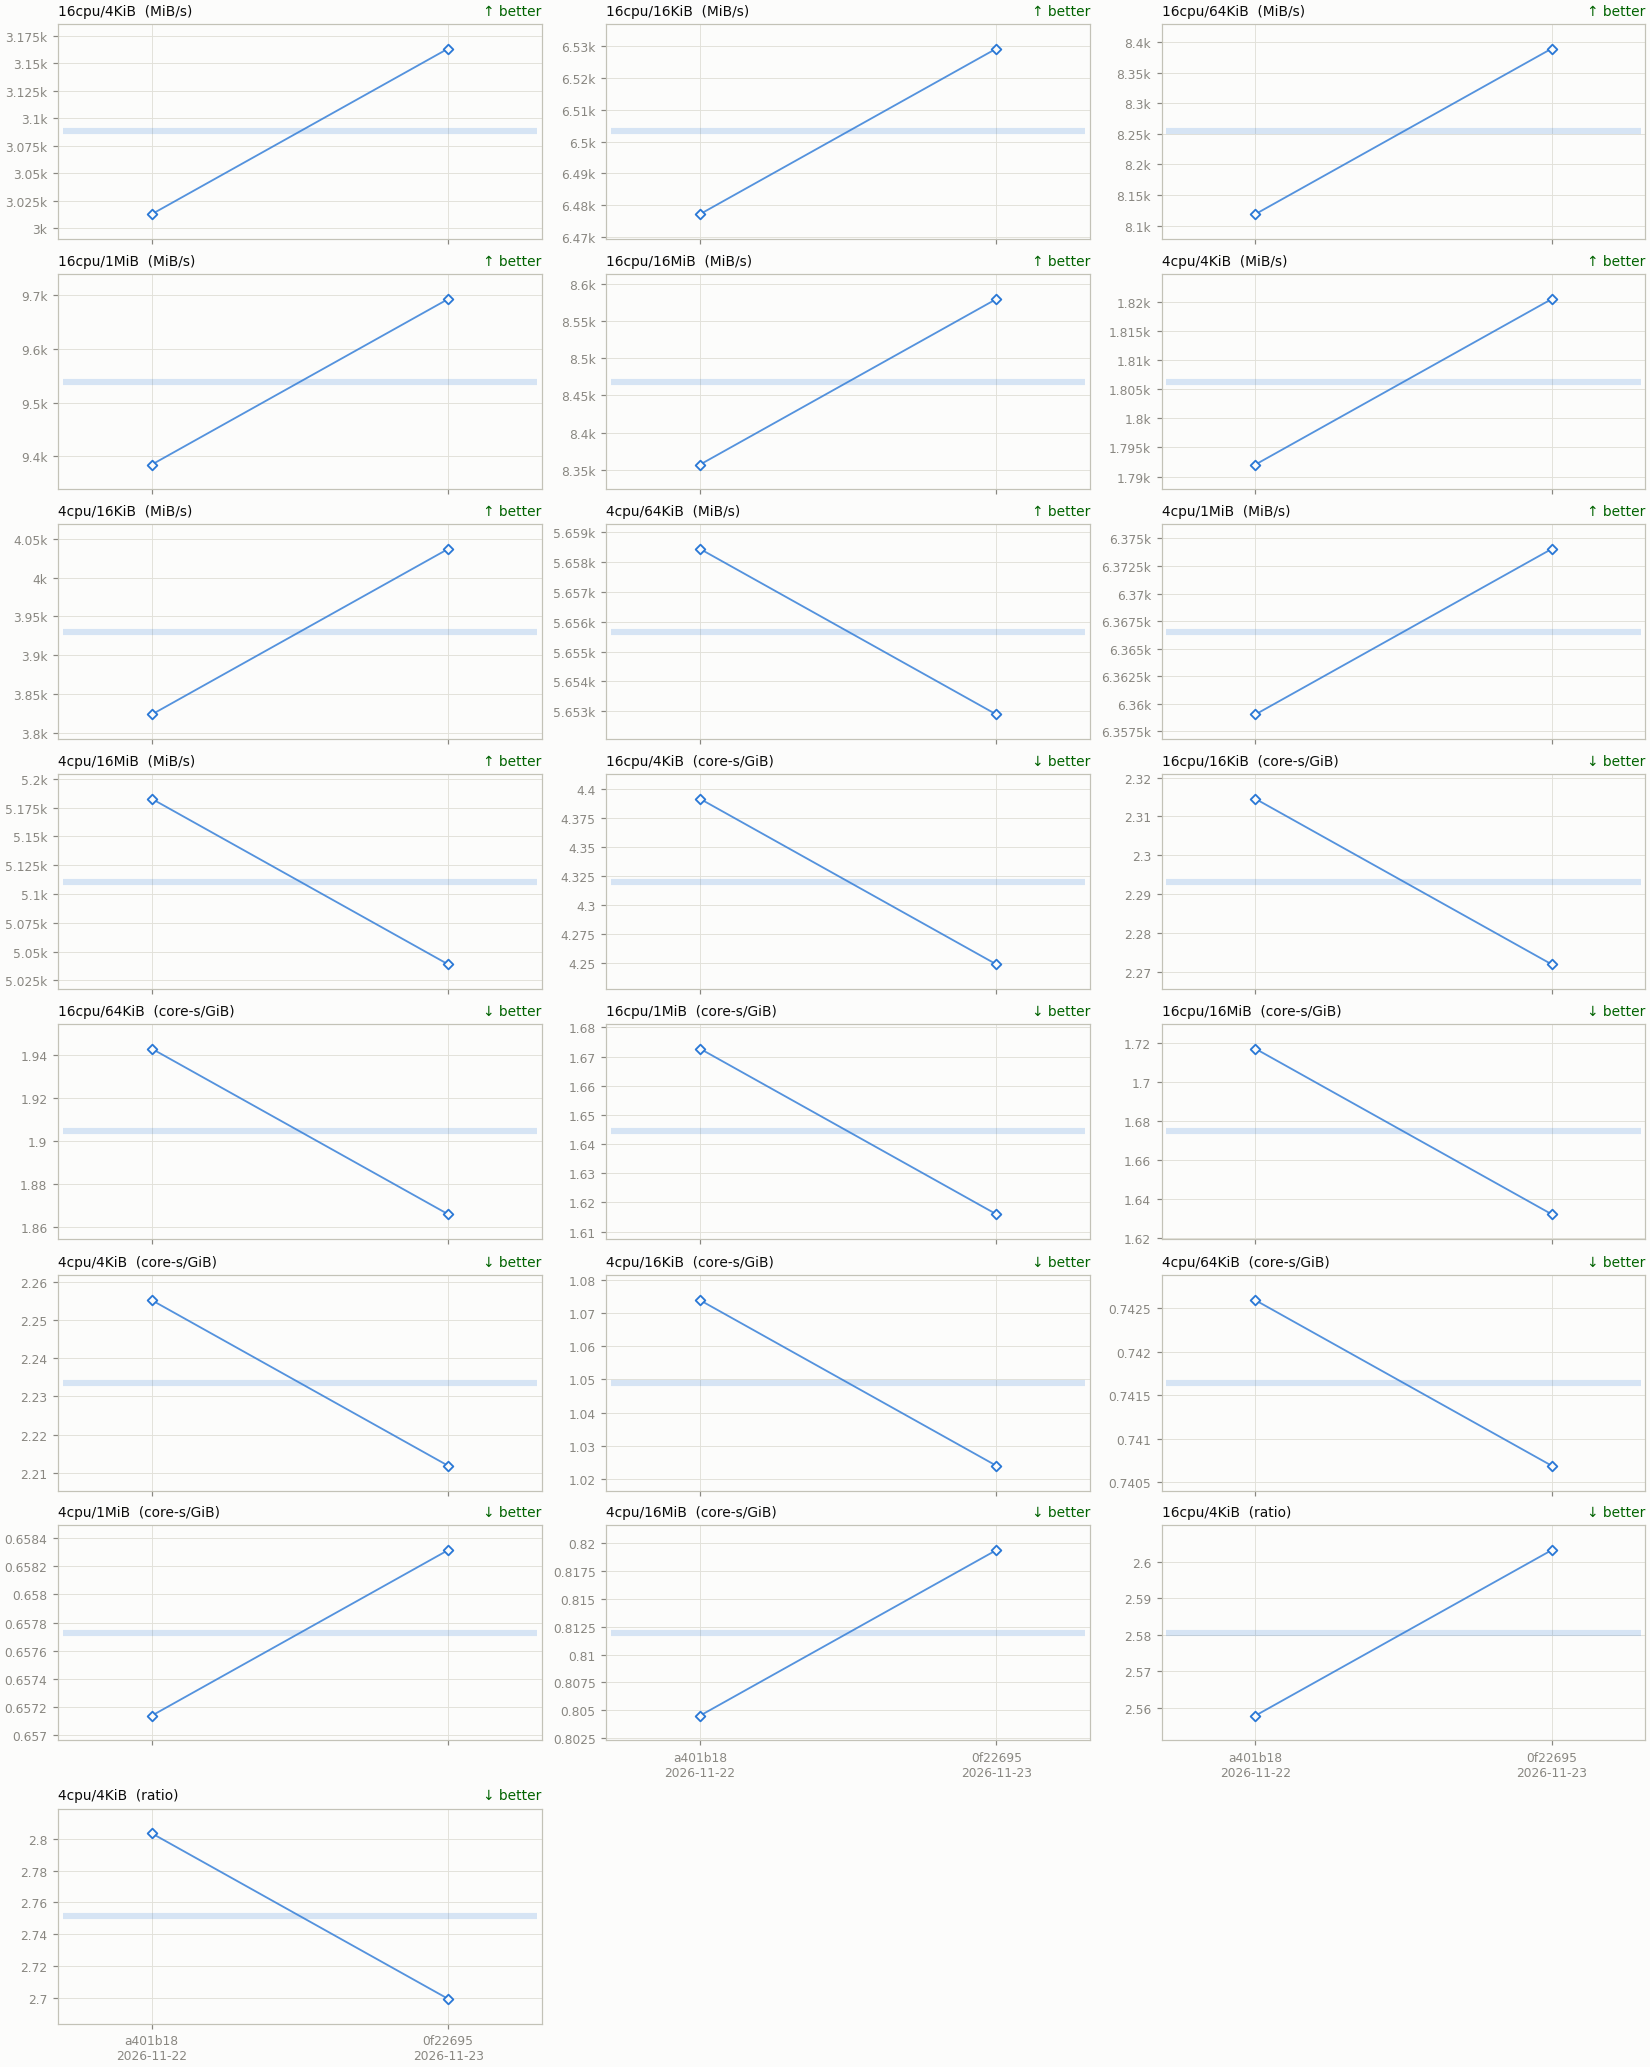 16cpu/4KiB (MiB/s) ↑ better
3.175k
3.15k
3.125k
3.1k
3.075k
3.05k
3.025k
3k
16cpu/16KiB (MiB/s) ↑ better
6.53k
6.52k
6.51k
6.5k
6.49k
6.48k
6.47k
16cpu/64KiB (MiB/s) ↑ better
8.4k
8.35k
8.3k
8.25k
8.2k
8.15k
8.1k
16cpu/1MiB (MiB/s) ↑ better
9.7k
9.6k
9.5k
9.4k
16cpu/16MiB (MiB/s) ↑ better
8.6k
8.55k
8.5k
8.45k
8.4k
8.35k
4cpu/4KiB (MiB/s) ↑ better
1.82k
1.815k
1.81k
1.805k
1.8k
1.795k
1.79k
4cpu/16KiB (MiB/s) ↑ better
4.05k
4k
3.95k
3.9k
3.85k
3.8k
4cpu/64KiB (MiB/s) ↑ better
5.659k
5.658k
5.657k
5.656k
5.655k
5.654k
5.653k
4cpu/1MiB (MiB/s) ↑ better
6.375k
6.3725k
6.37k
6.3675k
6.365k
6.3625k
6.36k
6.3575k
4cpu/16MiB (MiB/s) ↑ better
5.2k
5.175k
5.15k
5.125k
5.1k
5.075k
5.05k
5.025k
16cpu/4KiB (core-s/GiB) ↓ better
4.4
4.375
4.35
4.325
4.3
4.275
4.25
16cpu/16KiB (core-s/GiB) ↓ better
2.32
2.31
2.3
2.29
2.28
2.27
16cpu/64KiB (core-s/GiB) ↓ better
1.94
1.92
1.9
1.88
1.86
16cpu/1MiB (core-s/GiB) ↓ better
1.68
1.67
1.66
1.65
1.64
1.63
1.62
1.61
16cpu/16MiB (core-s/GiB) ↓ better
1.72
1.7
1.68
1.66
1.64
1.62
4cpu/4KiB (core-s/GiB) ↓ better
2.26
2.25
2.24
2.23
2.22
2.21
4cpu/16KiB (core-s/GiB) ↓ better
1.08
1.07
1.06
1.05
1.04
1.03
1.02
4cpu/64KiB (core-s/GiB) ↓ better
0.7425
0.742
0.7415
0.741
0.7405
4cpu/1MiB (core-s/GiB) ↓ better
0.6584
0.6582
0.658
0.6578
0.6576
0.6574
0.6572
0.657
4cpu/16MiB (core-s/GiB) ↓ better
0.82
0.8175
0.815
0.8125
0.81
0.8075
0.805
0.8025
a401b18 0f22695
2026-11-22 2026-11-23
16cpu/4KiB (ratio) ↓ better
2.6
2.59
2.58
2.57
2.56
a401b18 0f22695
2026-11-22 2026-11-23
4cpu/4KiB (ratio) ↓ better
2.8
2.78
2.76
2.74
2.72
2.7
a401b18 0f22695
2026-11-22 2026-11-23